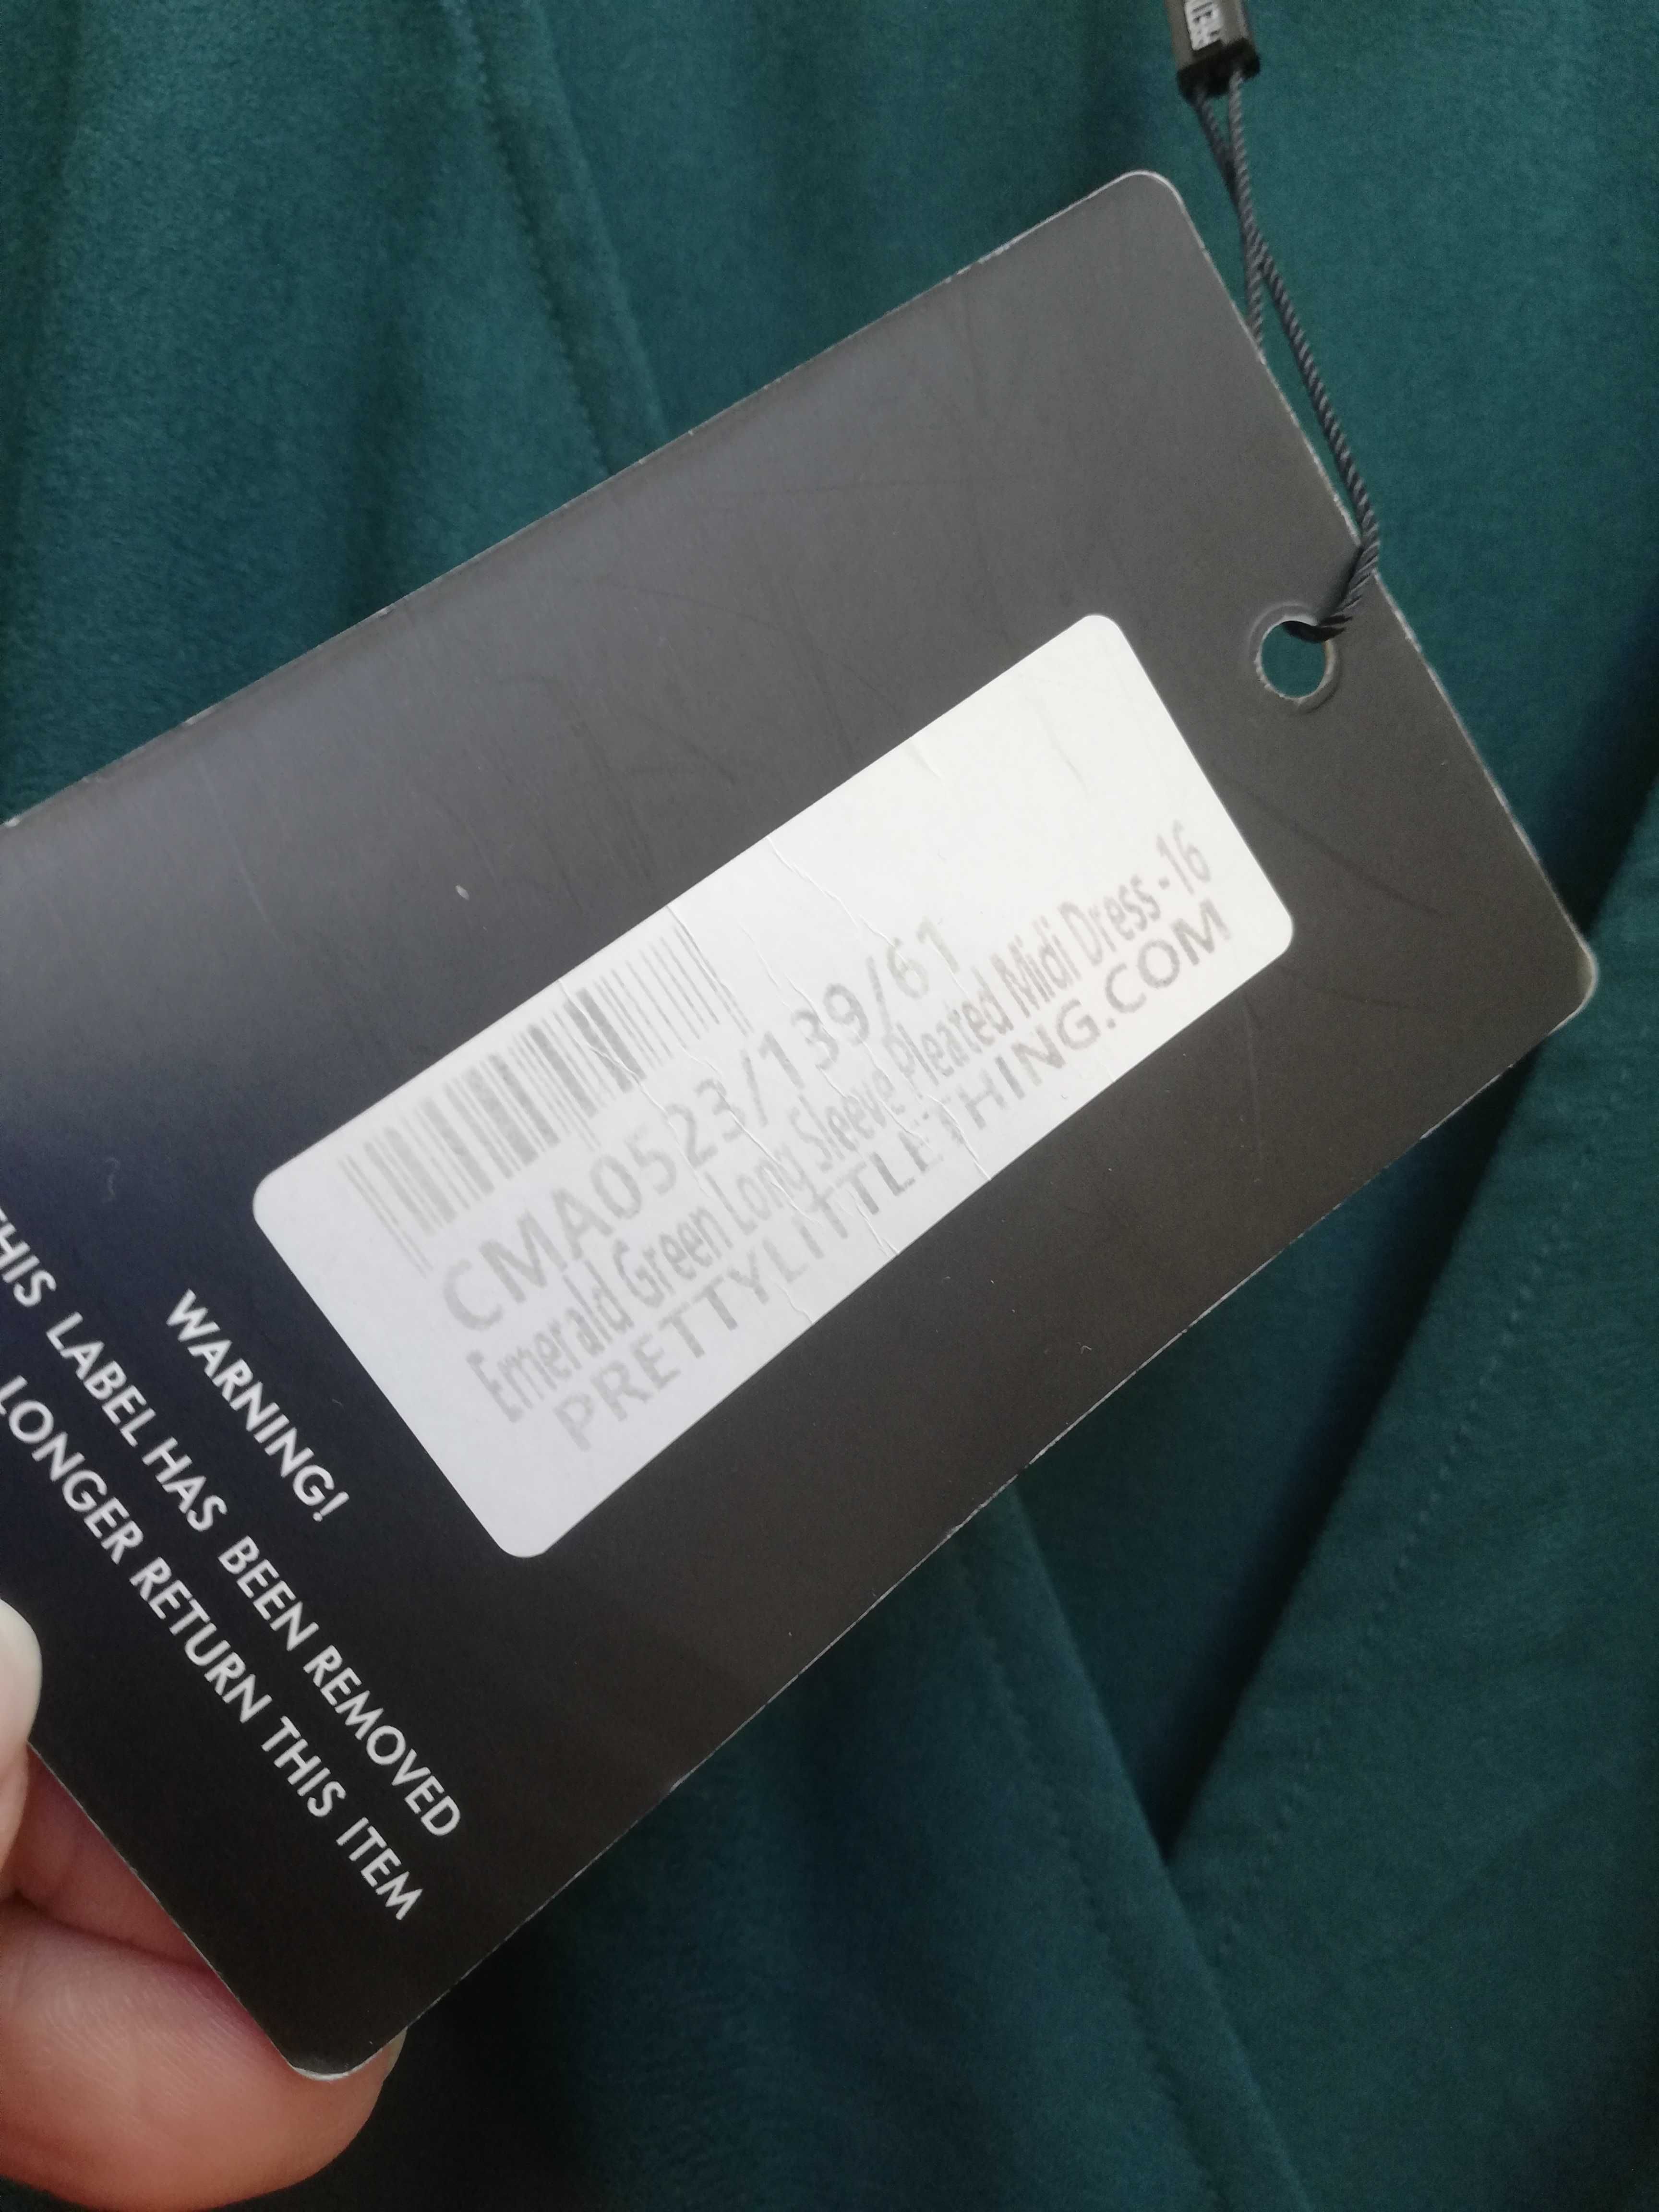 CMA0523/139/61
Emerald Green Long Sleeve Pleated Midi Dress - 16
PRETTYLITTLETHING.COM
WARNING!
THIS LABEL HAS BEEN REMOVED
LONGER RETURN THIS ITEM